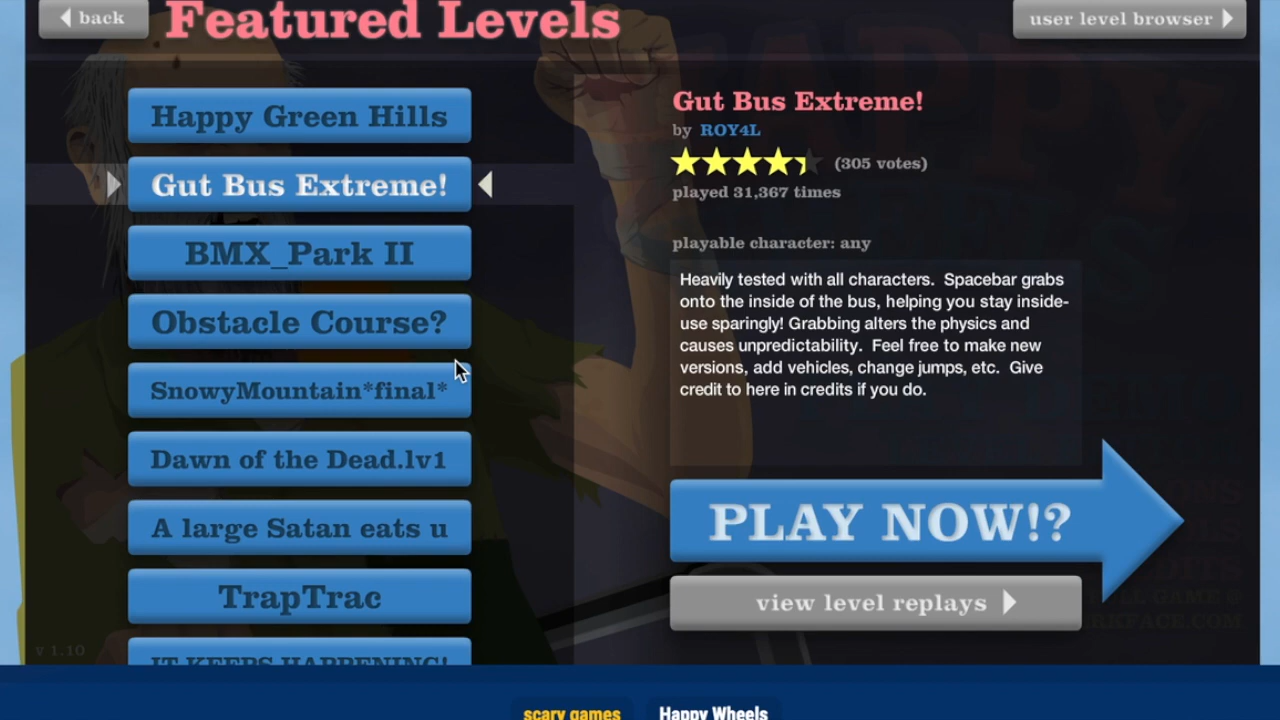 back
Featured Levels
user level browser
Happy Green Hills
Gut Bus Extreme!
BMX_Park II
Obstacle Course?
SnowyMountain*final*
Dawn of the Dead.lv1
A large Satan eats u
TrapTrac
IT KEEPS HAPPENING!
v 1.10
Gut Bus Extreme!
by ROY4L
(305 votes)
played 31,367 times
playable character: any
Heavily tested with all characters.  Spacebar grabs
onto the inside of the bus, helping you stay inside-
use sparingly! Grabbing alters the physics and
causes unpredictability.  Feel free to make new
versions, add vehicles, change jumps, etc.  Give
credit to here in credits if you do.
PLAY NOW!?
view level replays
scary games
Happy Wheels